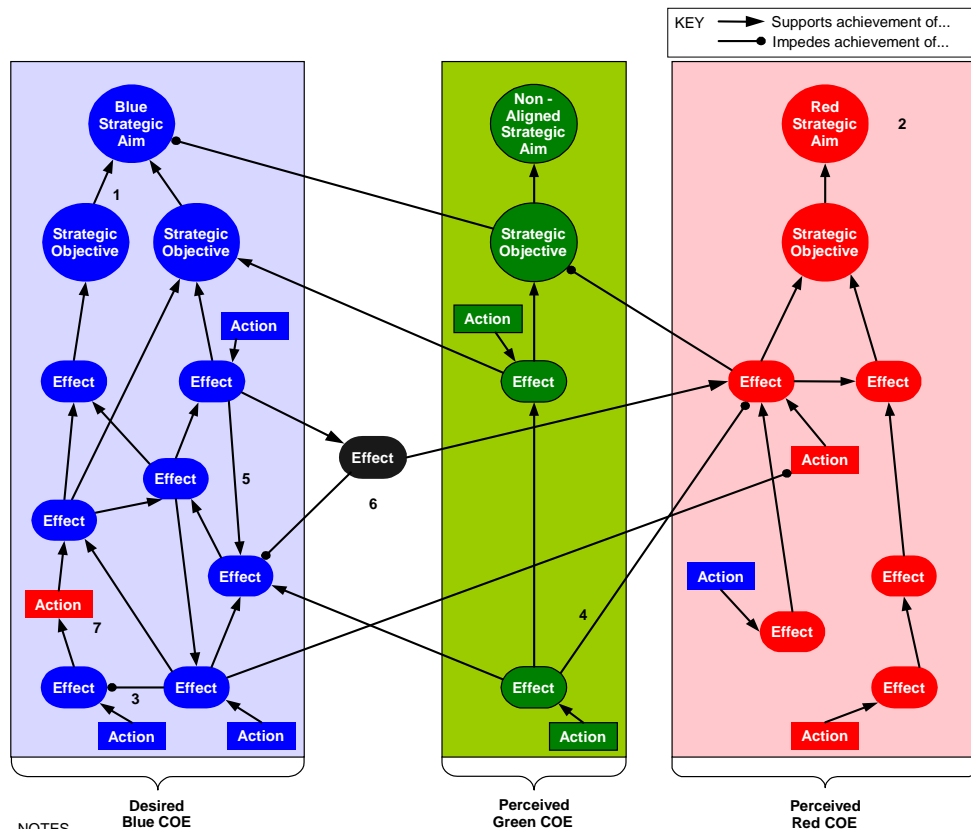 KEY
Supports achievement of...
Impedes achievement of...
Blue
Strategic
Aim
Non -
Aligned
Strategic
Aim
Red
Strategic
Aim
2
1
Strategic
Objective
Strategic
Objective
Strategic
Objective
Strategic
Objective
Action
Action
Effect
Effect
Effect
Effect
Effect
Effect
Action
Effect
5
6
Effect
Effect
Action
Effect
Action
7
4
Effect
Effect
3
Effect
Effect
Effect
Action
Action
Action
Action
Desired
Blue COE
Perceived
Green COE
Perceived
Red COE
NOTES